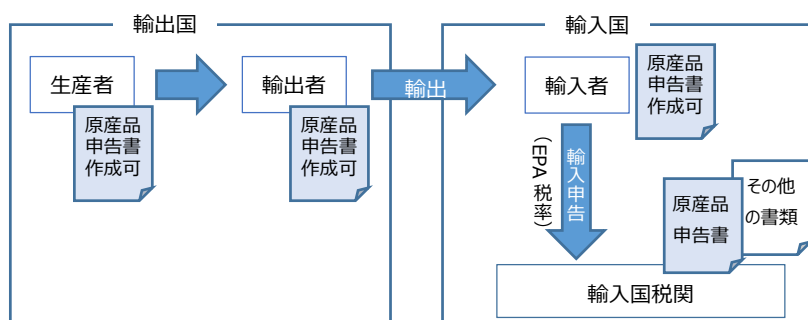 輸出国
生産者
原産品
申告書
作成可
輸出者
原産品
申告書
作成可
輸出
輸入国
輸入者
原産品
申告書
作成可
輸入申告
(EPA 税率)
原産品
申告書
その他
の書類
輸入国税関